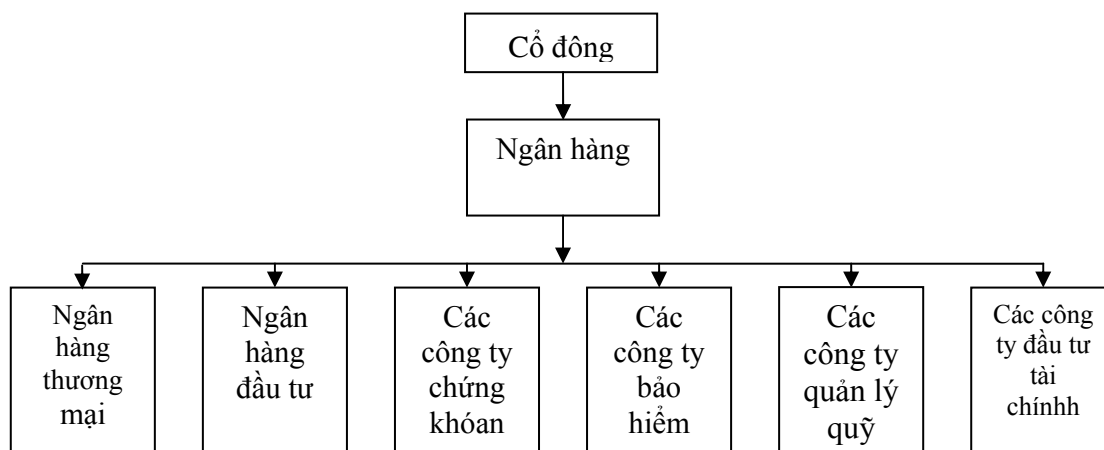 Cổ đông
Ngân hàng
Ngân
hàng
thương
mại
Ngân
hàng
đầu tư
Các
công ty
chứng
khóan
Các
công ty
bảo
hiểm
Các
công ty
quản lý
quỹ
Các công
ty đầu tư
tài
chínhh